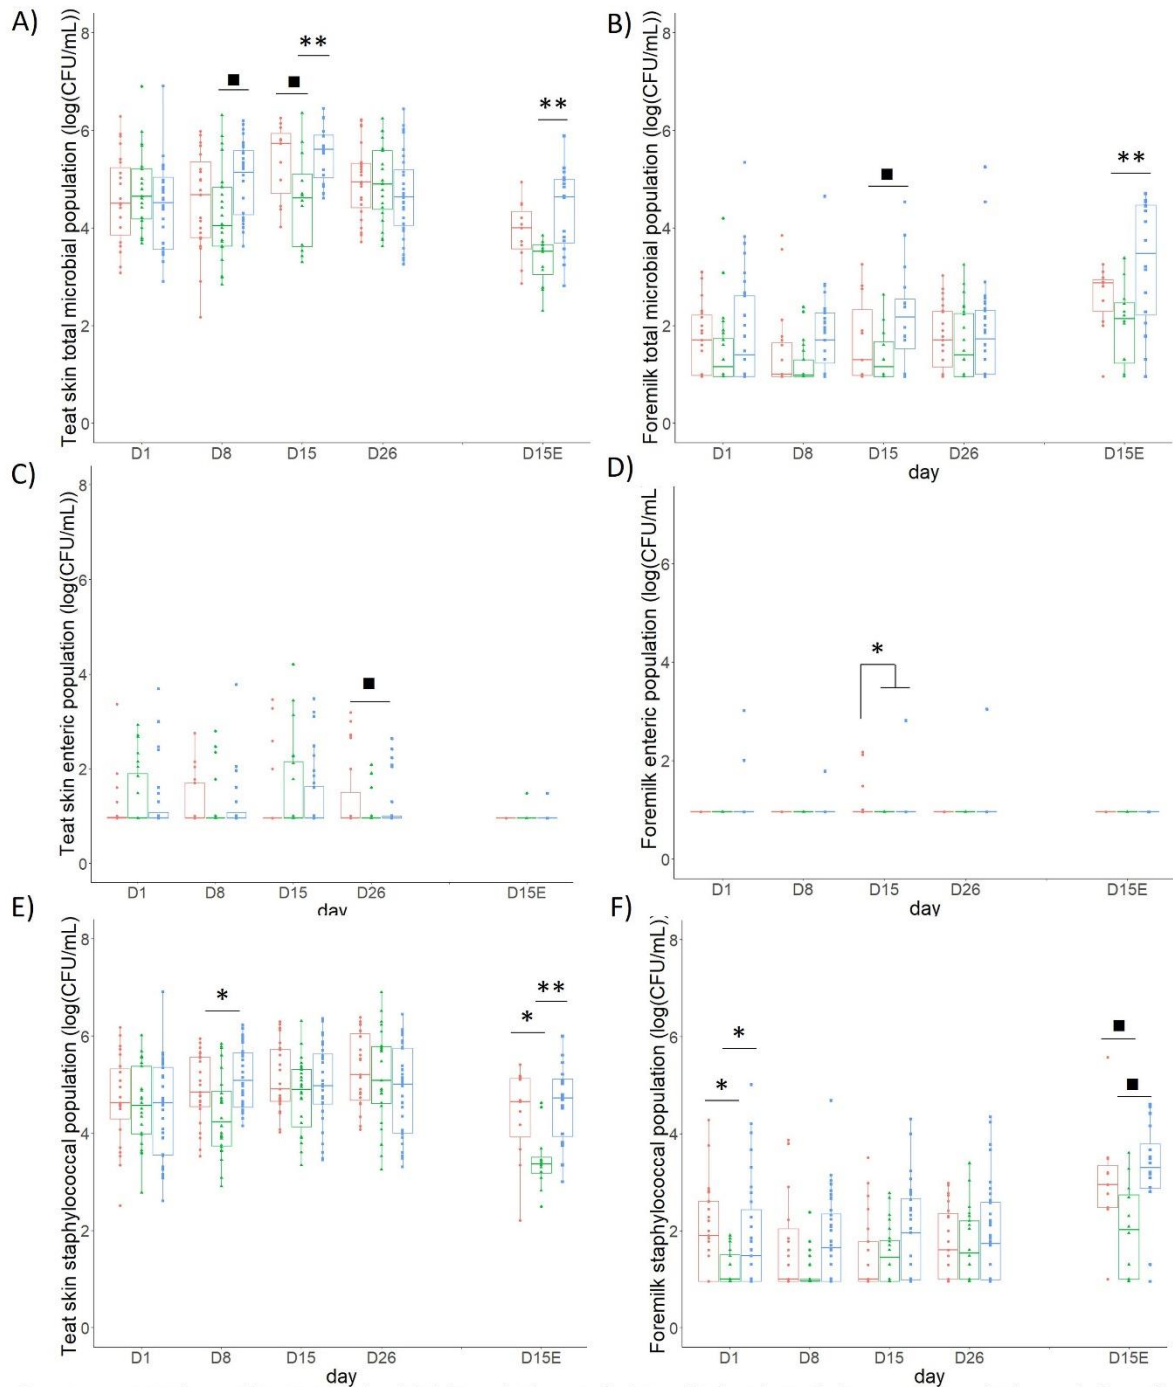 A)
Teat skin total microbial population (log(CFU/mL))
8
6
4
2
0
■
■
**
**
D1 D8 D15 D26 D15E
B)
Foremilk total microbial population (log(CFU/mL))
8
6
4
2
0
■
**
D1 D8 D15 D26 D15E
day
C)
Teat skin enteric population (log(CFU/mL))
8
6
4
2
0
■
D1 D8 D15 D26 D15E
day
D)
Foremilk enteric population (log(CFU/mL
6
4
2
0
*
D1 D8 D15 D26 D15E
day
E)
Teat skin staphylococcal population (log(CFU/mL)
8
6
4
2
0
*
*
**
D1 D8 D15 D26 D15E
day
F)
Foremilk staphylococcal population (log(CFU/mL))
8
6
4
2
0
*
*
■
■
D1 D8 D15 D26 D15E
day